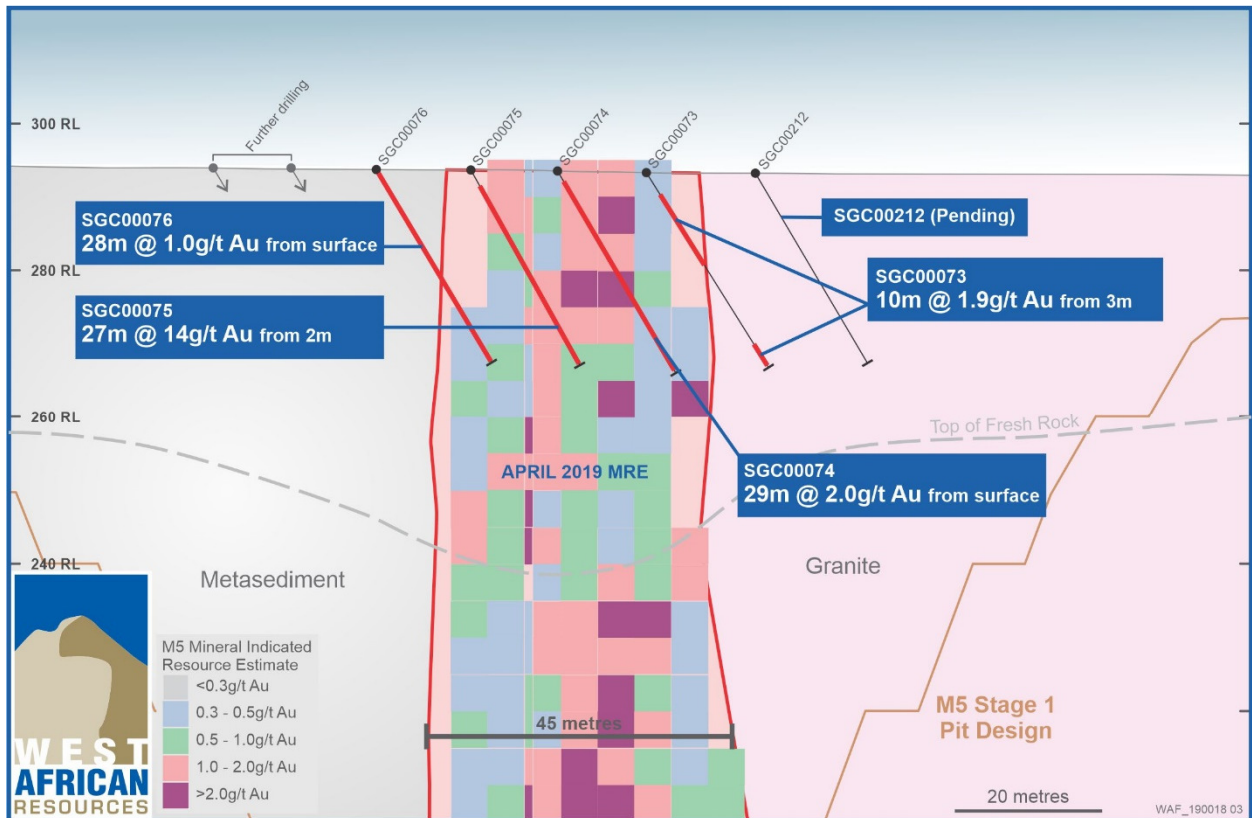 Further drilling
SGC00076
SGC00075
SGC00074
SGC00073
SGC00212
300 RL
280 RL
260 RL
240 RL
SGC00076
28m @ 1.0g/t Au from surface
SGC00075
27m @ 14g/t Au from 2m
SGC00212 (Pending)
SGC00073
10m @ 1.9g/t Au from 3m
Top of Fresh Rock
SGC00074
29m @ 2.0g/t Au from surface
APRIL 2019 MRE
Metasediment
Granite
M5 Mineral Indicated
Resource Estimate
<0.3g/t Au
0.3 - 0.5g/t Au
0.5 - 1.0g/t Au
1.0 - 2.0g/t Au
>2.0g/t Au
45 metres
M5 Stage 1
Pit Design
20 metres
WEST
AFRICAN
RESOURCES
WAF_190018 03